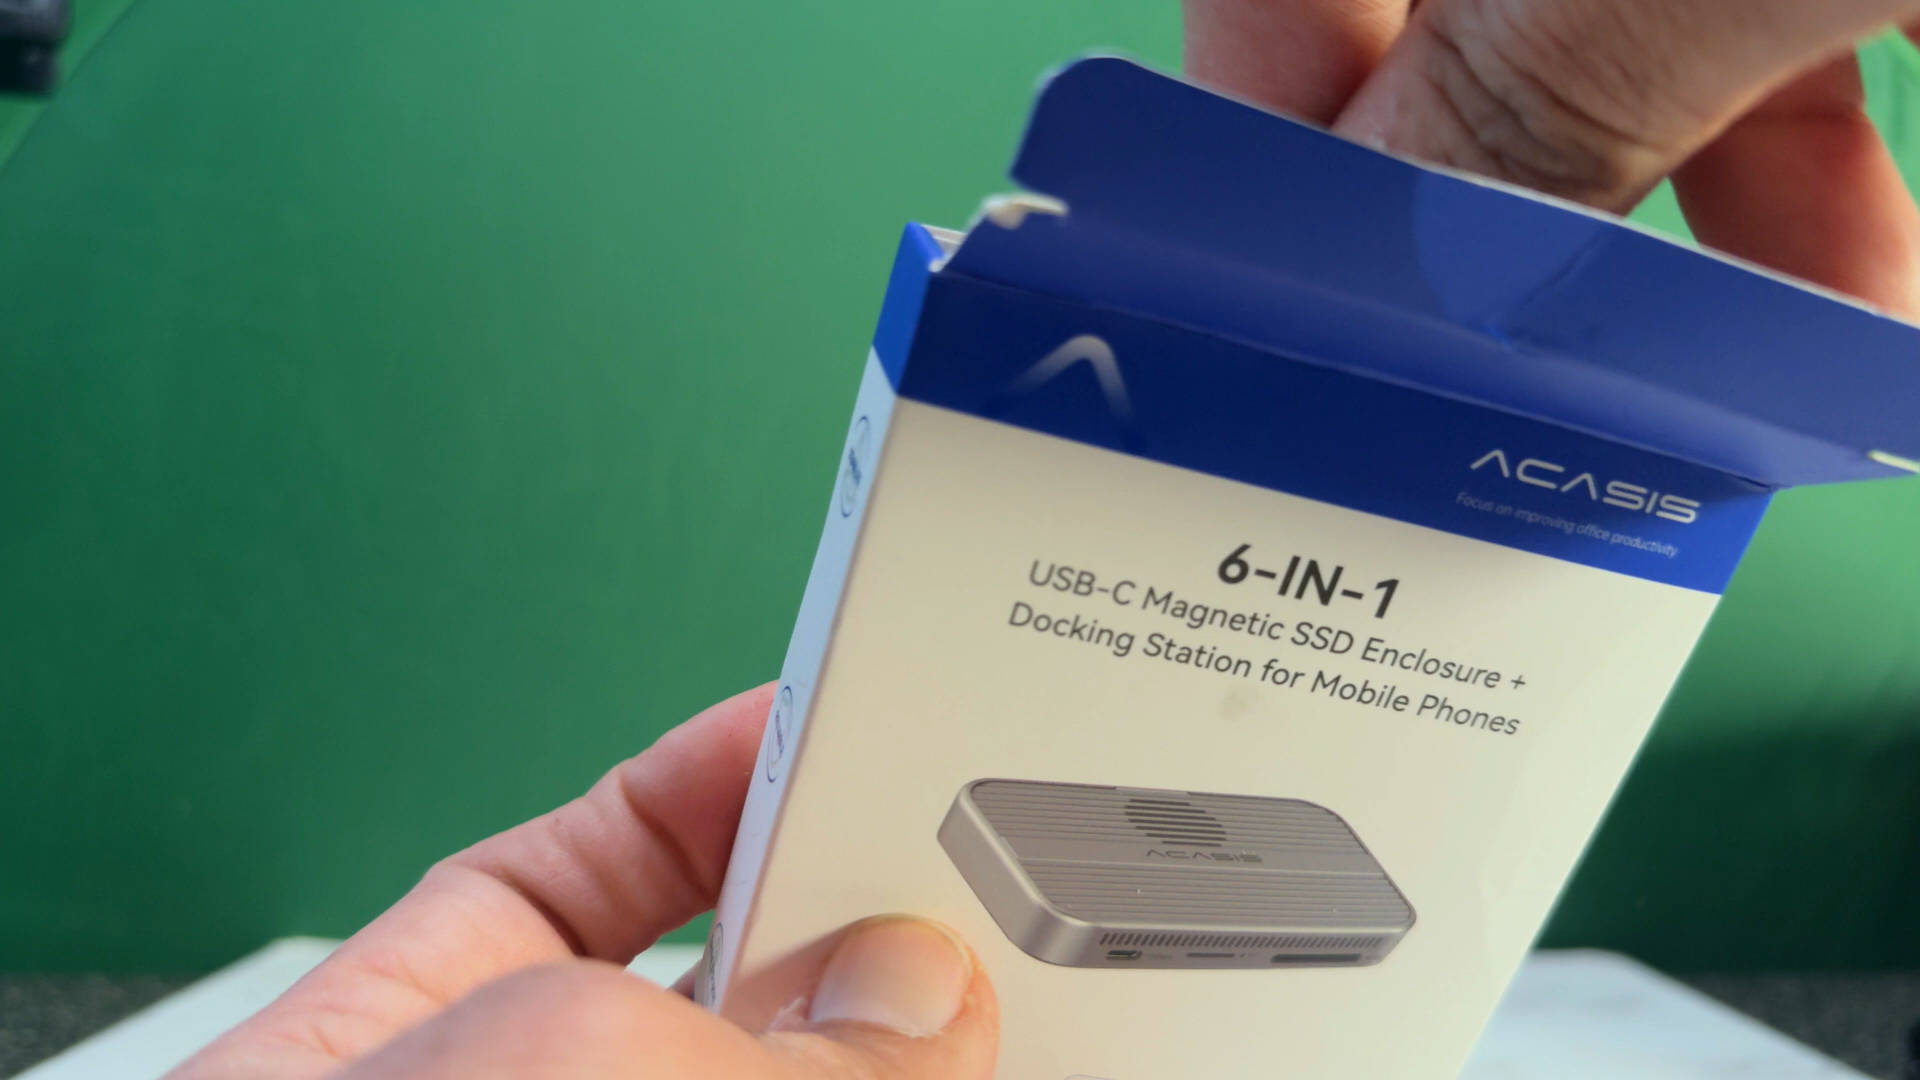 ACASIS
Focus on improving office productivity
6-IN-1
USB-C Magnetic SSD Enclosure +
Docking Station for Mobile Phones
ACASIS